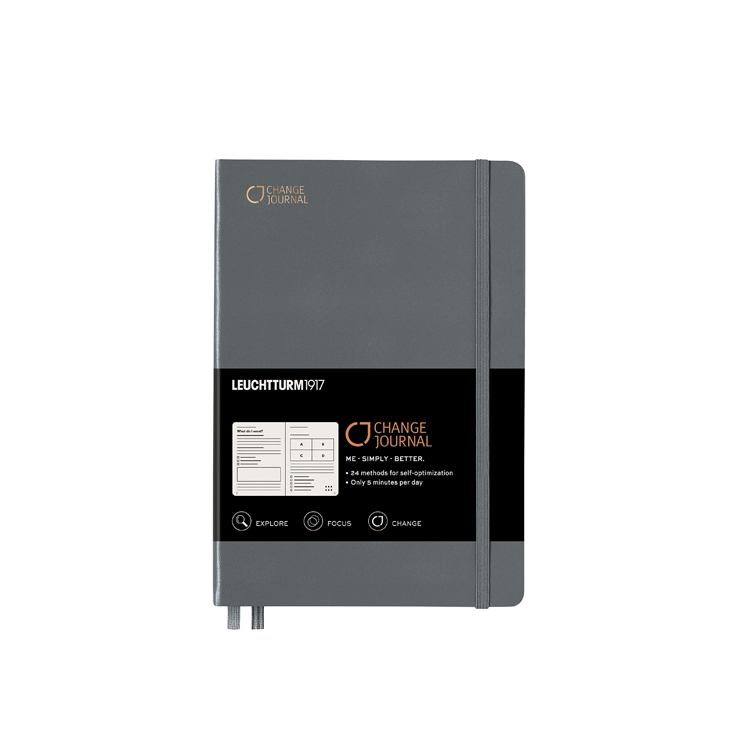 CHANGE
JOURNAL
LEUCHTTURM1917
What do I want?
A B
C D
CHANGE
JOURNAL
ME - SIMPLY - BETTER.
• 24 methods for self-optimization
• Only 5 minutes per day
EXPLORE FOCUS CHANGE